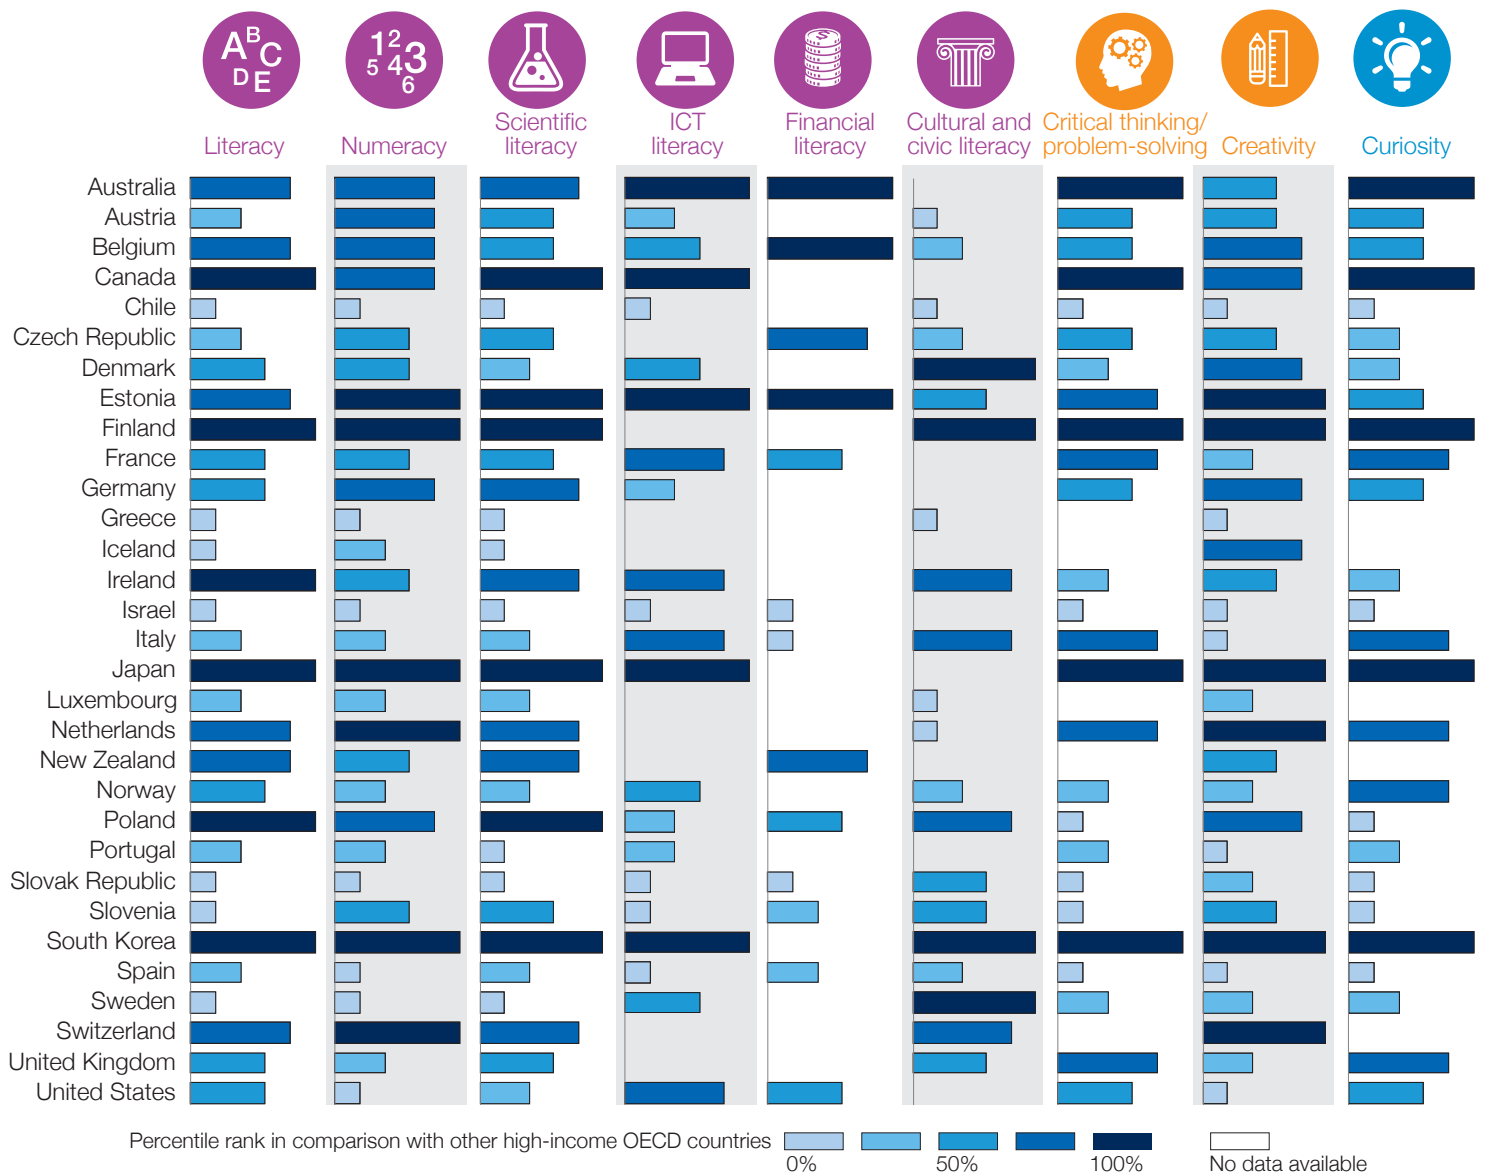 A B C D E
1 2 3 4 5 6
$
Literacy
Numeracy
Scientific
literacy
ICT
literacy
Financial
literacy
Cultural and
civic literacy
Critical thinking/
problem-solving
Creativity
Curiosity
Australia
Austria
Belgium
Canada
Chile
Czech Republic
Denmark
Estonia
Finland
France
Germany
Greece
Iceland
Ireland
Israel
Italy
Japan
Luxembourg
Netherlands
New Zealand
Norway
Poland
Portugal
Slovak Republic
Slovenia
South Korea
Spain
Sweden
Switzerland
United Kingdom
United States
Percentile rank in comparison with other high-income OECD countries
0% 50% 100% No data available